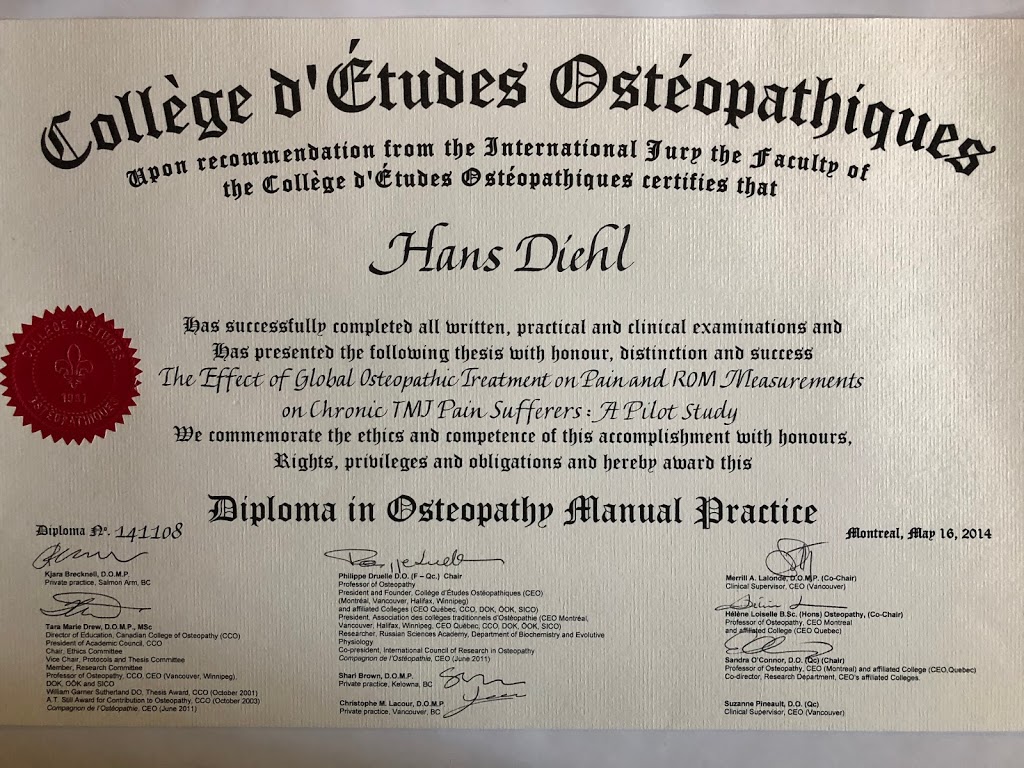 Collège d'Études Ostéopathiques
Upon recommendation from the International Jury the Faculty of
the Collège d'Études Ostéopathiques certifies that
Hans Diehl
Has successfully completed all written, practical and clinical examinations and
Has presented the following thesis with honour, distinction and success
The Effect of Global Osteopathic Treatment on Pain and ROM Measurements
on Chronic TMJ Pain Sufferers: A Pilot Study
We commemorate the ethics and competence of this accomplishment with honours,
Rights, privileges and obligations and hereby award this
COLLÈGE D'ÉTUDES
1981
OSTÉOPATHIQUES
Diploma in Osteopathy Manual Practice
Diploma Nº. 141108
Montreal, May 16, 2014
Kjara Brecknell, D.O.M.P.
Private practice, Salmon Arm, BC
Tara Marie Drew, D.O.M.P., MSc
Director of Education, Canadian College of Osteopathy (CCO)
President of Academic Council, CCO
Chair, Ethics Committee
Vice Chair, Protocols and Thesis Committee
Member, Research Committee
Professor of Osteopathy, CCO, CEO (Vancouver, Winnipeg),
DOK, OÖK and SICO
William Garner Sutherland DO, Thesis Award, CCO (October 2001)
A.T. Still Award for Contribution to Osteopathy, CCO (October 2003)
Compagnon de l'Ostéopathie, CEO (June 2011)
Philippe Druelle D.O. (F – Qc) Chair
Professor of Osteopathy
President and Founder, Collège d'Études Ostéopathiques (CEO)
(Montréal, Vancouver, Halifax, Winnipeg)
and affiliated Colleges (CEO Québec, CCO, DOK, ÖOK, SICO)
President, Association des collèges traditionnels d'Ostéopathie (CEO Montréal,
Vancouver, Halifax, Winnipeg, CEO Québec, CCO, DOK, ÖOK, SICO)
Researcher, Russian Sciences Academy, Department of Biochemistry and Evolutive
Physiology
Co-president, International Council of Research in Osteopathy
Compagnon de l'Ostéopathie, CEO (June 2011)
Shari Brown, D.O.M.P.
Private practice, Kelowna, BC
Christophe M. Lacour, D.O.M.P.
Private practice, Vancouver, BC
Merrill A. Lalonde, D.O.M.P. (Co-Chair)
Clinical Supervisor, CEO (Vancouver)
Hélène Loiselle B.Sc. (Hons) Osteopathy, (Co-Chair)
Professor of Osteopathy, CEO Montreal
and affiliated College (CEO Quebec)
Sandra O'Connor, D.O. (Qc) (Chair)
Professor of Osteopathy, CEO (Montreal) and affiliated College (CEO,Quebec)
Co-director, Research Department, CEO's affiliated Colleges.
Suzanne Pineault, D.O. (Qc)
Clinical Supervisor, CEO (Vancouver)